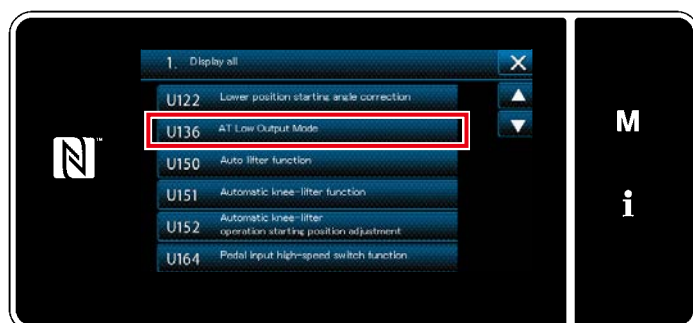 1. Display all
U122 Lower position starting angle correction
U136 AT Low Output Mode
U150 Auto lifter function
U151 Automatic knee-lifter function
U152 Automatic knee-lifter
operation starting position adjustment
U164 Pedal input high-speed switch function
N™
M
i